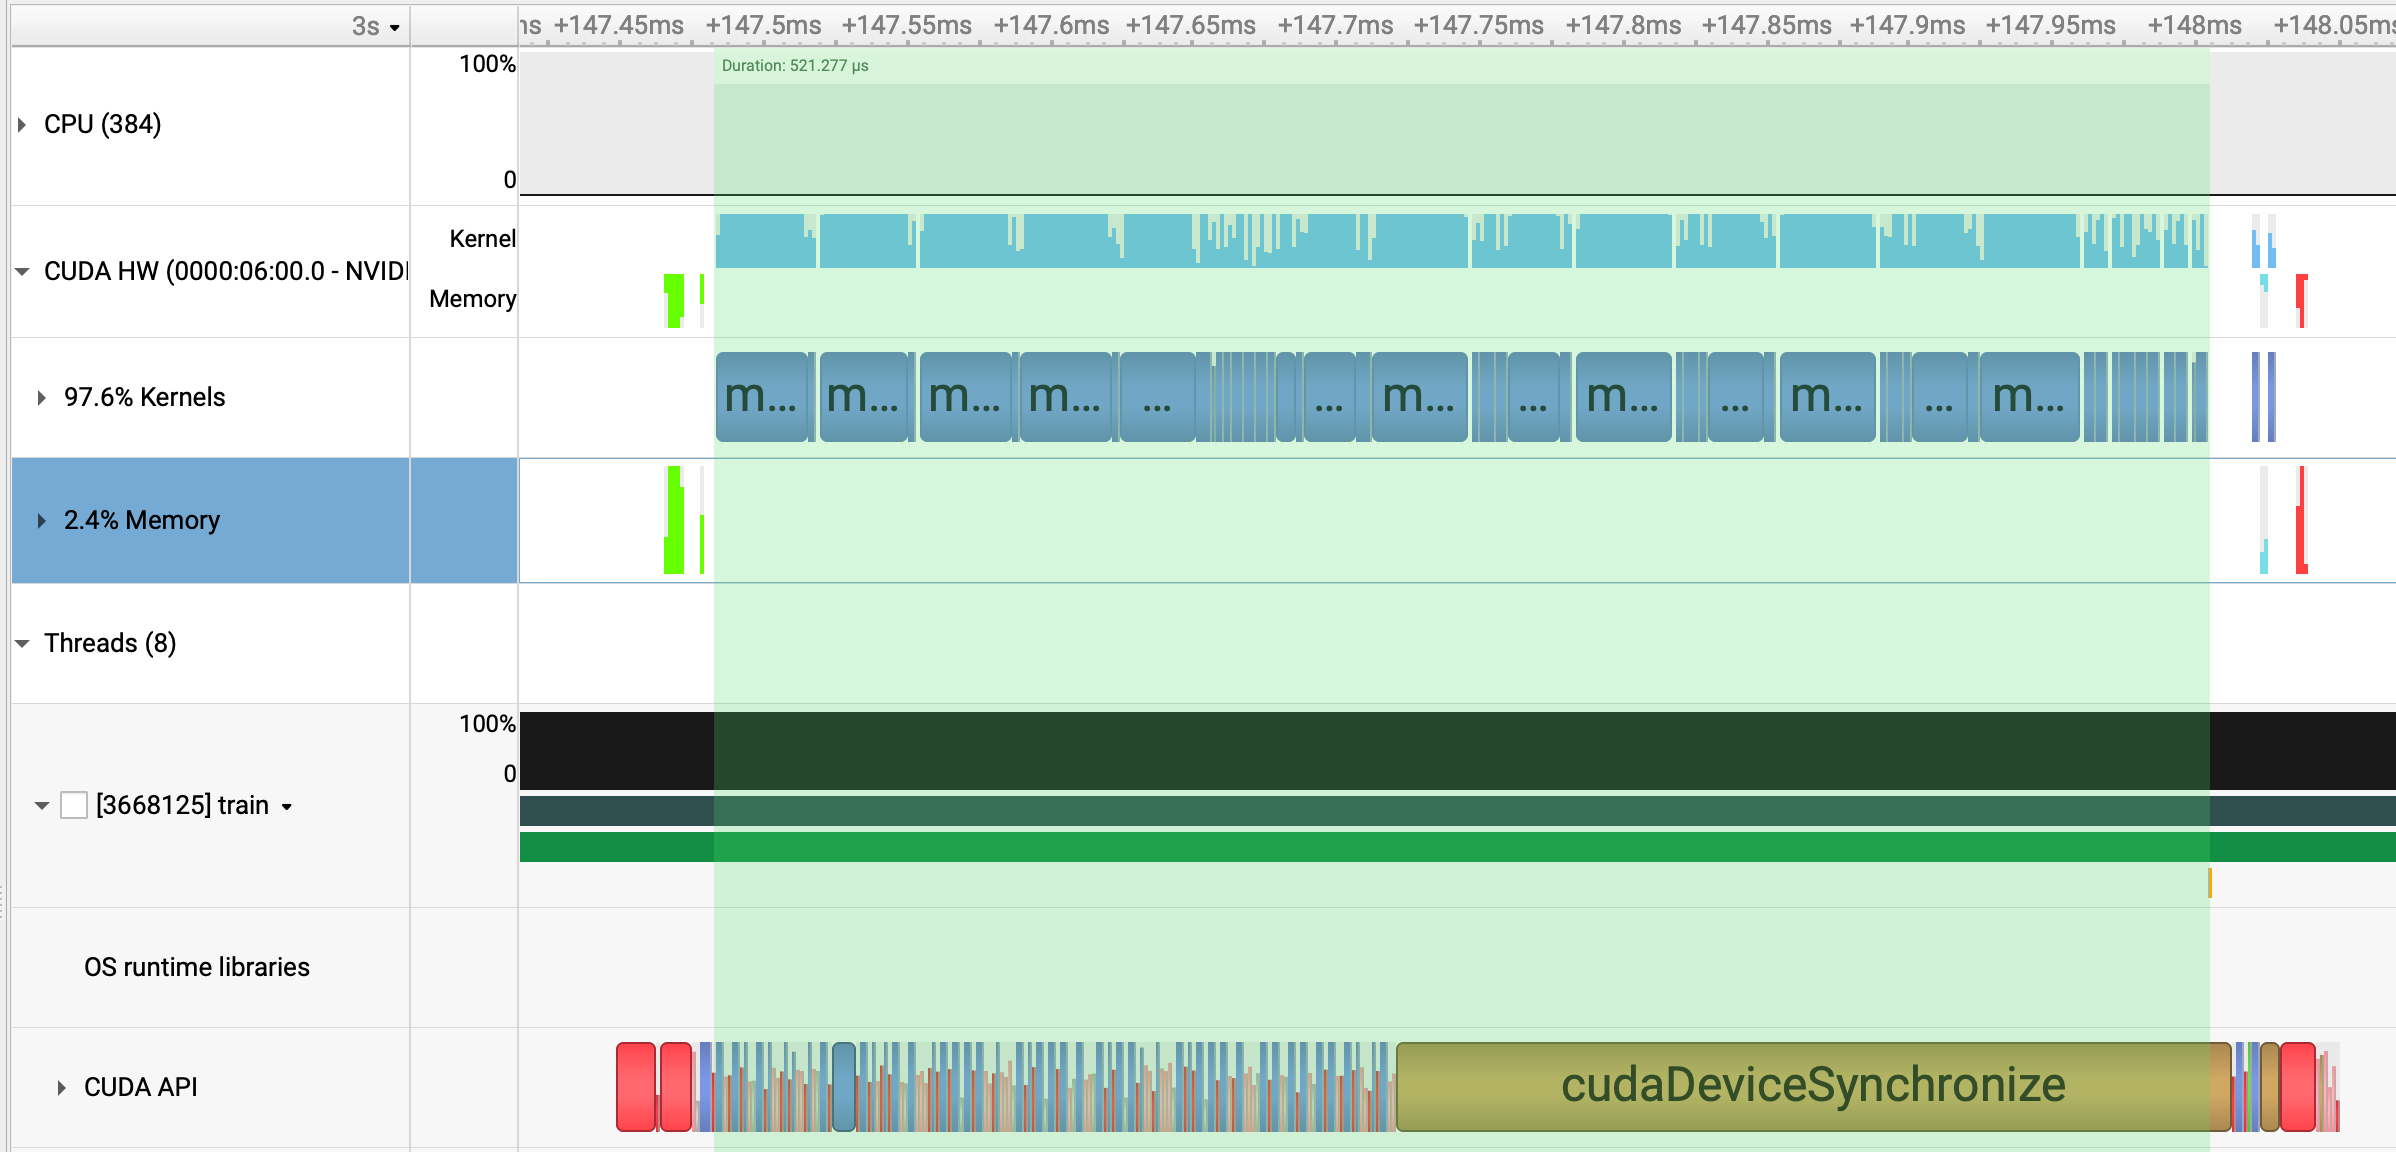 3s
ns +147.45ms +147.5ms +147.55ms +147.6ms +147.65ms +147.7ms +147.75ms +147.8ms +147.85ms +147.9ms +147.95ms +148ms +148.05ms
100%
Duration: 521.277 µs
CPU (384)
0
Kernel
CUDA HW (0000:06:00.0 - NVIDI
Memory
97.6% Kernels
m... m... m... m... ... ... m... ... m... ... m... ... m...
2.4% Memory
Threads (8)
100%
0
[3668125] train
OS runtime libraries
CUDA API
cudaDeviceSynchronize